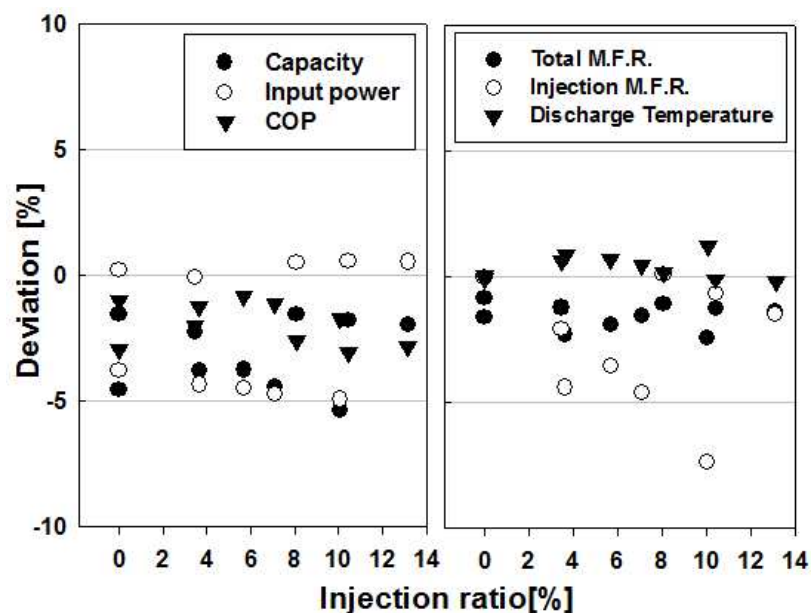 10
5
0
-5
-10
Deviation [%]
Capacity
Input power
COP
Total M.F.R.
Injection M.F.R.
Discharge Temperature
0 2 4 6 8 10 12 14
0 2 4 6 8 10 12 14
Injection ratio[%]